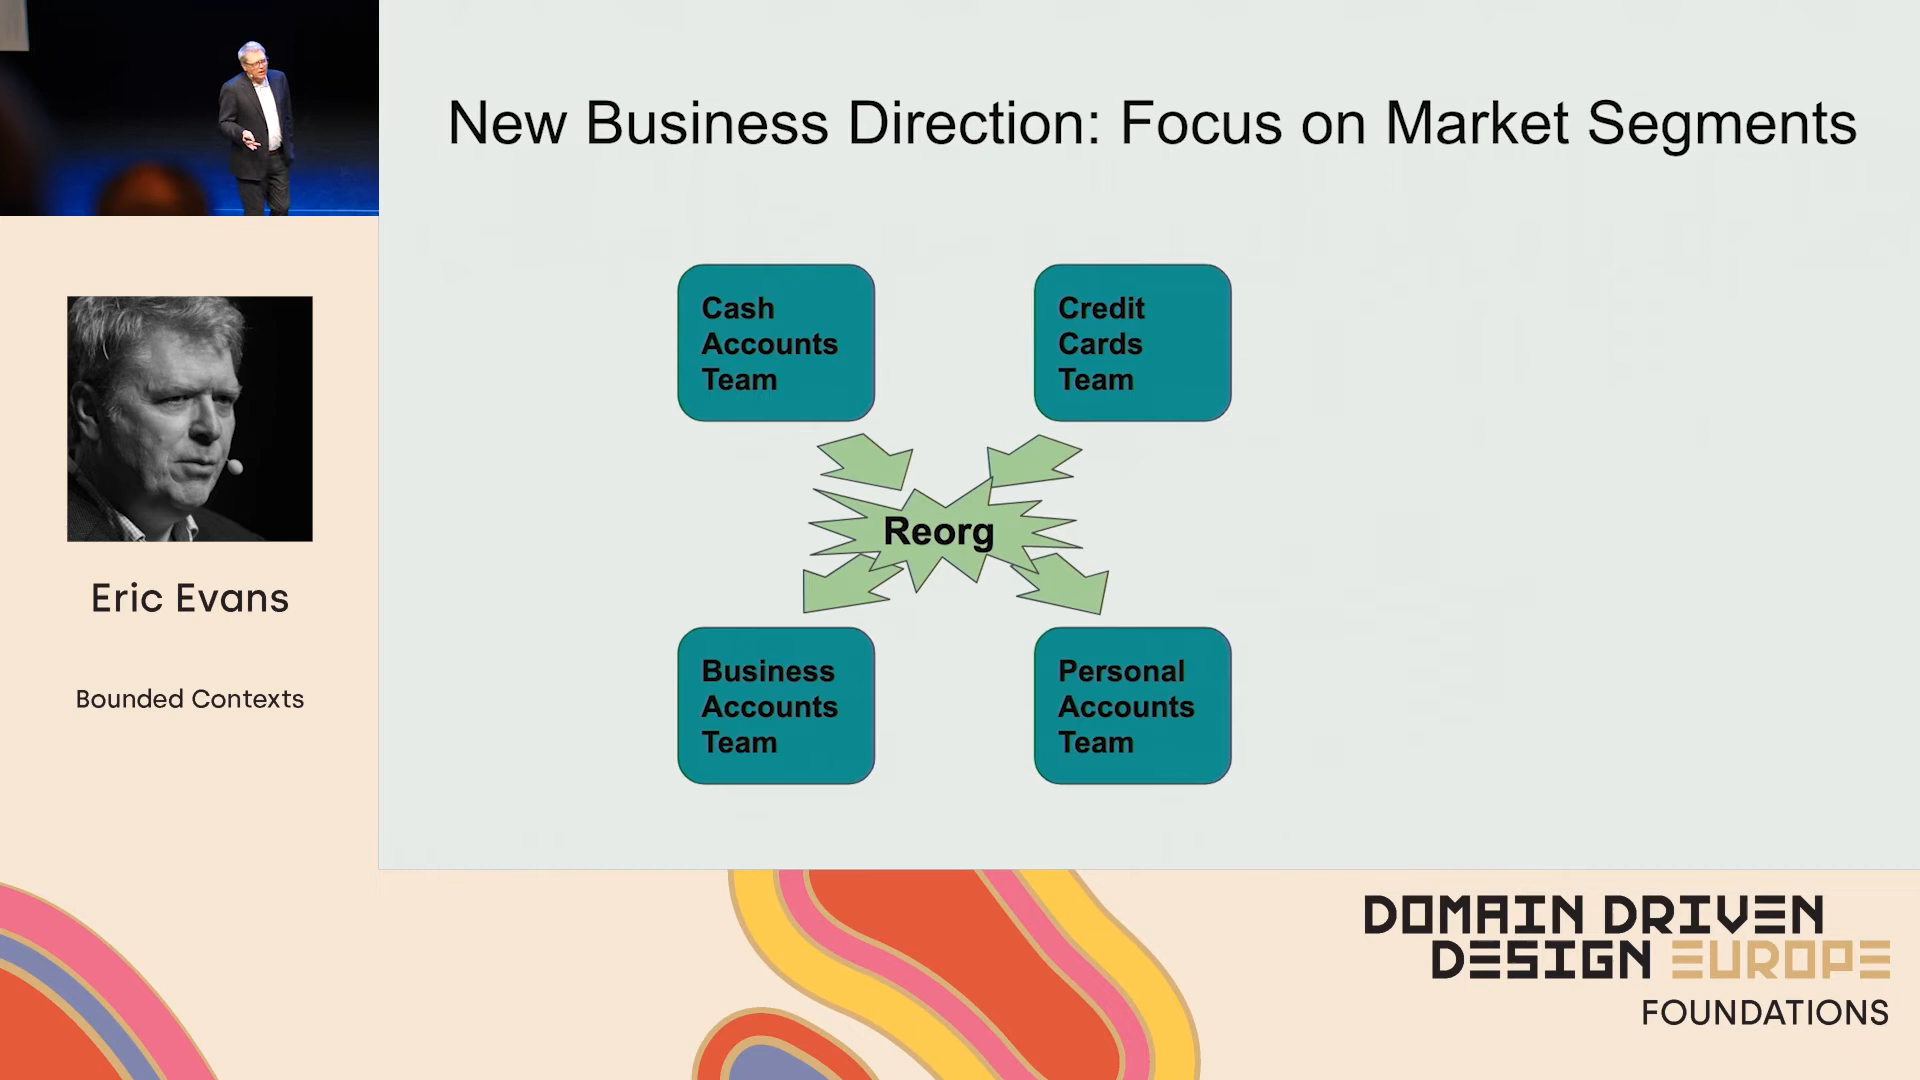 New Business Direction: Focus on Market Segments
Cash
Accounts
Team
Credit
Cards
Team
Reorg
Business
Accounts
Team
Personal
Accounts
Team
Eric Evans
Bounded Contexts
DOMAIN DRIVEN
DESIGN EUROPE
FOUNDATIONS